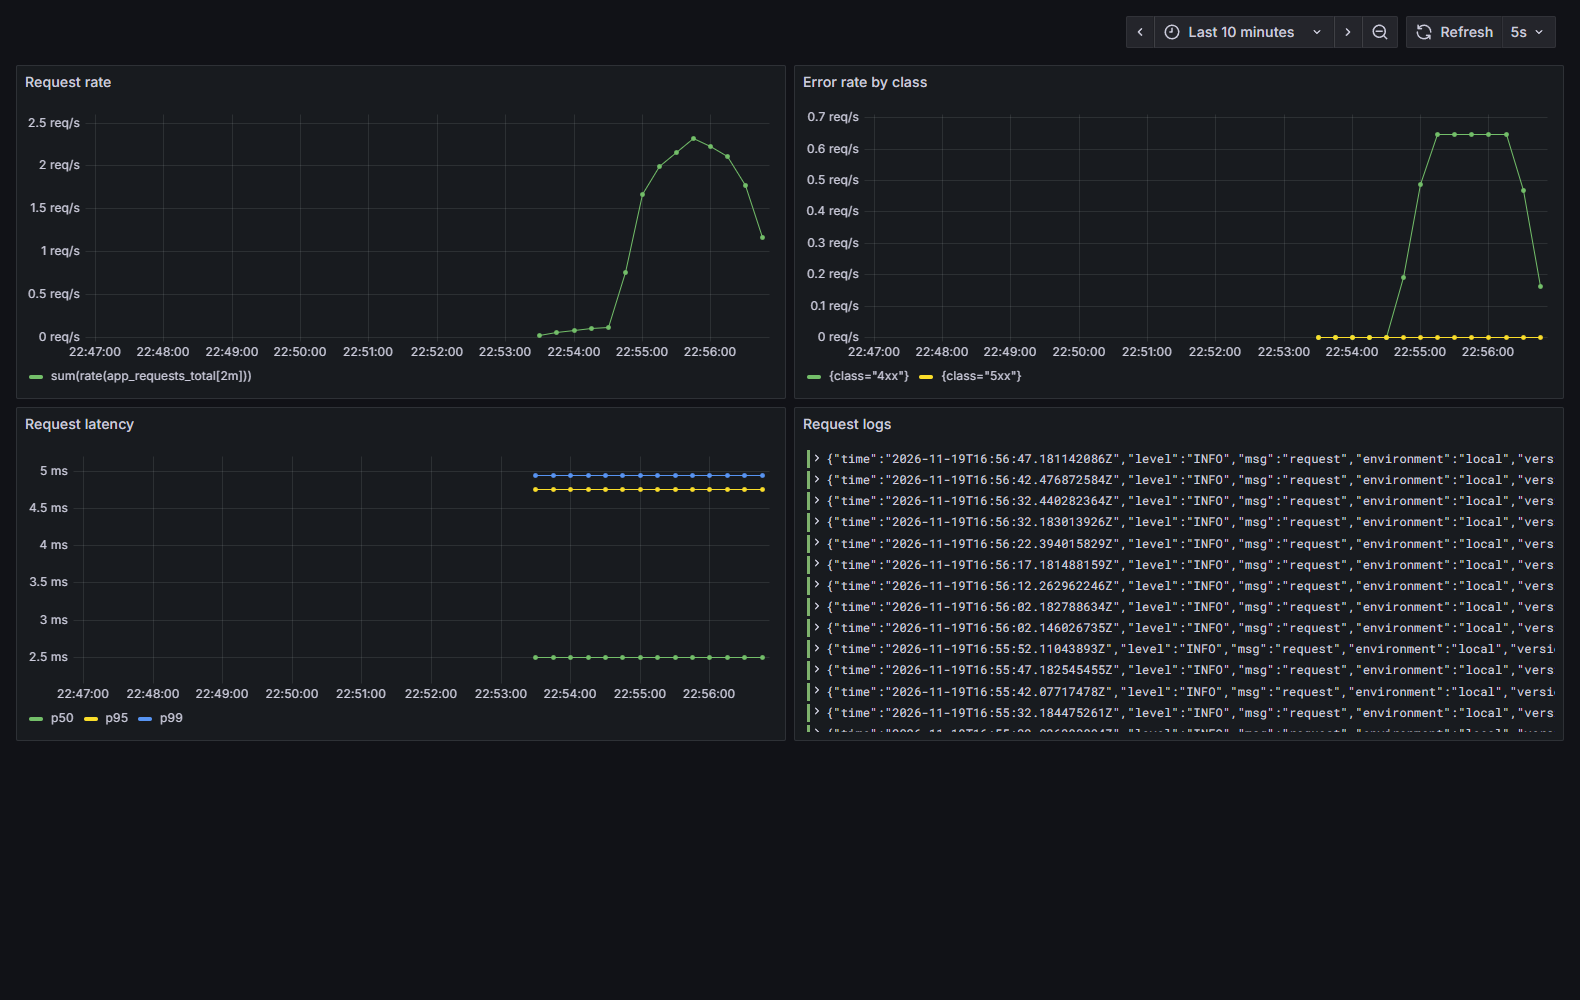 Last 10 minutes Refresh 5s
Request rate
2.5 req/s
2 req/s
1.5 req/s
1 req/s
0.5 req/s
0 req/s
22:47:00 22:48:00 22:49:00 22:50:00 22:51:00 22:52:00 22:53:00 22:54:00 22:55:00 22:56:00
sum(rate(app_requests_total[2m]))
Error rate by class
0.7 req/s
0.6 req/s
0.5 req/s
0.4 req/s
0.3 req/s
0.2 req/s
0.1 req/s
0 req/s
22:47:00 22:48:00 22:49:00 22:50:00 22:51:00 22:52:00 22:53:00 22:54:00 22:55:00 22:56:00
{class="4xx"} {class="5xx"}
Request latency
5 ms
4.5 ms
4 ms
3.5 ms
3 ms
2.5 ms
22:47:00 22:48:00 22:49:00 22:50:00 22:51:00 22:52:00 22:53:00 22:54:00 22:55:00 22:56:00
p50 p95 p99
Request logs
{"time":"2026-11-19T16:56:47.181142086Z","level":"INFO","msg":"request","environment":"local","vers
{"time":"2026-11-19T16:56:42.476872584Z","level":"INFO","msg":"request","environment":"local","vers
{"time":"2026-11-19T16:56:32.440282364Z","level":"INFO","msg":"request","environment":"local","vers
{"time":"2026-11-19T16:56:32.183013926Z","level":"INFO","msg":"request","environment":"local","vers
{"time":"2026-11-19T16:56:22.394015829Z","level":"INFO","msg":"request","environment":"local","vers
{"time":"2026-11-19T16:56:17.181488159Z","level":"INFO","msg":"request","environment":"local","vers
{"time":"2026-11-19T16:56:12.262962246Z","level":"INFO","msg":"request","environment":"local","vers
{"time":"2026-11-19T16:56:02.182788634Z","level":"INFO","msg":"request","environment":"local","vers
{"time":"2026-11-19T16:56:02.146026735Z","level":"INFO","msg":"request","environment":"local","vers
{"time":"2026-11-19T16:55:52.11043893Z","level":"INFO","msg":"request","environment":"local","versi
{"time":"2026-11-19T16:55:47.182545455Z","level":"INFO","msg":"request","environment":"local","vers
{"time":"2026-11-19T16:55:42.07717478Z","level":"INFO","msg":"request","environment":"local","versi
{"time":"2026-11-19T16:55:32.184475261Z","level":"INFO","msg":"request","environment":"local","vers